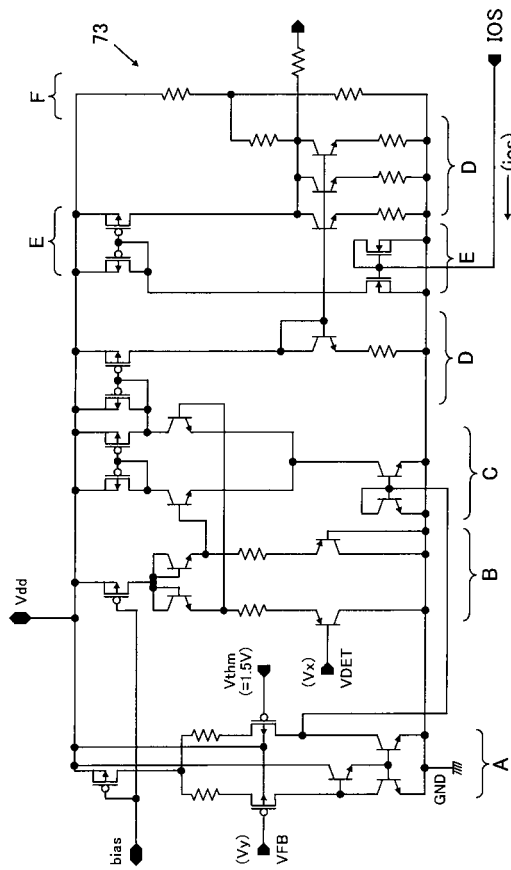 73
F
E
Vdd
bias
Vthm
(=1.5V)
(Vy)
VFB
(Vx)
VDET
GND
A
B
C
D
E
D
IOS
(ios)